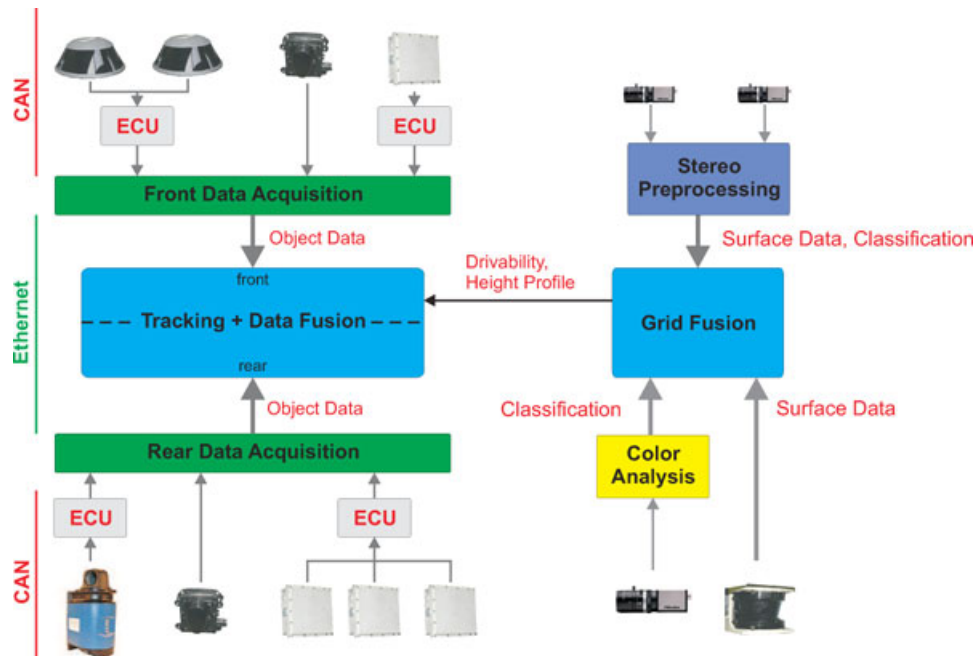 CAN
ECU
ECU
Front Data Acquisition
Stereo
Preprocessing
Object Data
Surface Data, Classification
Drivability,
Height Profile
front
Tracking + Data Fusion
rear
Grid Fusion
Ethernet
Object Data
Classification
Surface Data
Rear Data Acquisition
Color
Analysis
ECU
ECU
CAN